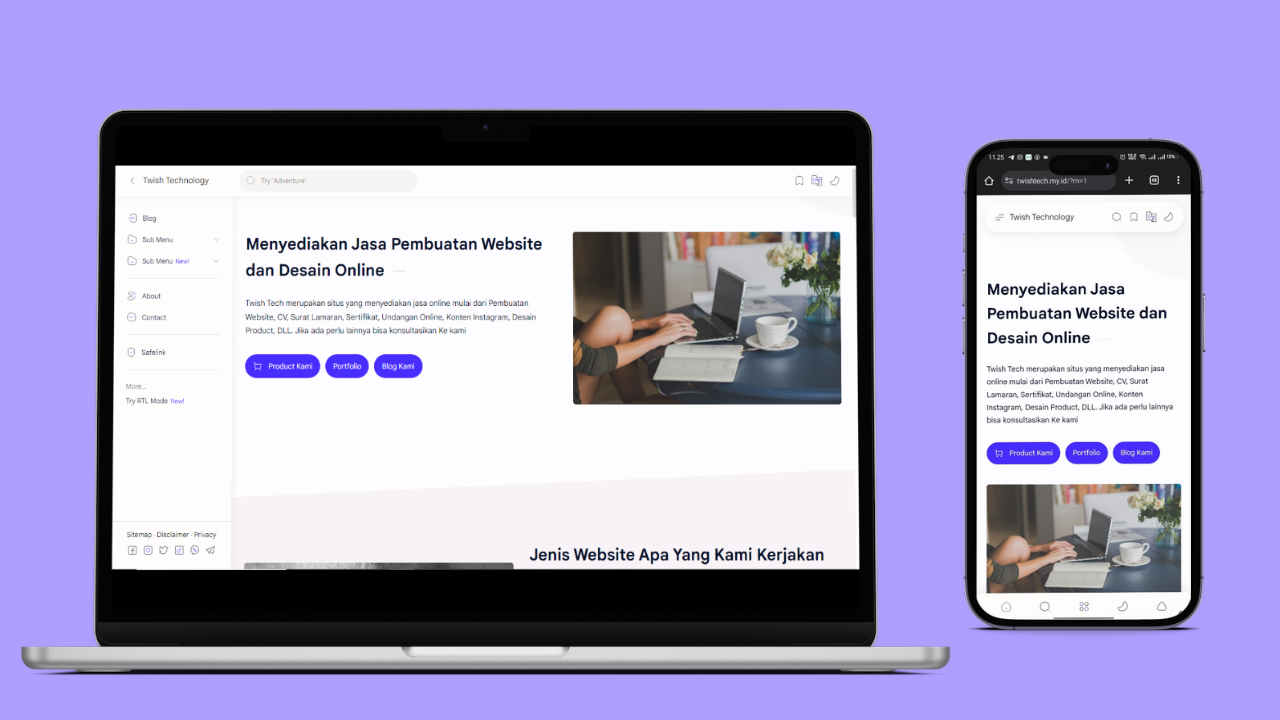 Twish Technology
Try 'Adventure'
Blog
Sub Menu
Sub Menu New!
About
Contact
Safelink
More...
Try RTL Mode New!
Sitemap · Disclaimer · Privacy
Menyediakan Jasa Pembuatan Website
dan Desain Online
Twish Tech merupakan situs yang menyediakan jasa online mulai dari Pembuatan
Website, CV, Surat Lamaran, Sertifikat, Undangan Online, Konten Instagram, Desain
Product, DLL. Jika ada perlu lainnya bisa konsultasikan Ke kami
Product Kami Portfolio Blog Kami
Jenis Website Apa Yang Kami Kerjakan
11.25
twishtech.my.id/?m=1
Twish Technology
Menyediakan Jasa
Pembuatan Website dan
Desain Online
Twish Tech merupakan situs yang menyediakan jasa
online mulai dari Pembuatan Website, CV, Surat
Lamaran, Sertifikat, Undangan Online, Konten
Instagram, Desain Product, DLL. Jika ada perlu lainnya
bisa konsultasikan Ke kami
Product Kami Portfolio Blog Kami